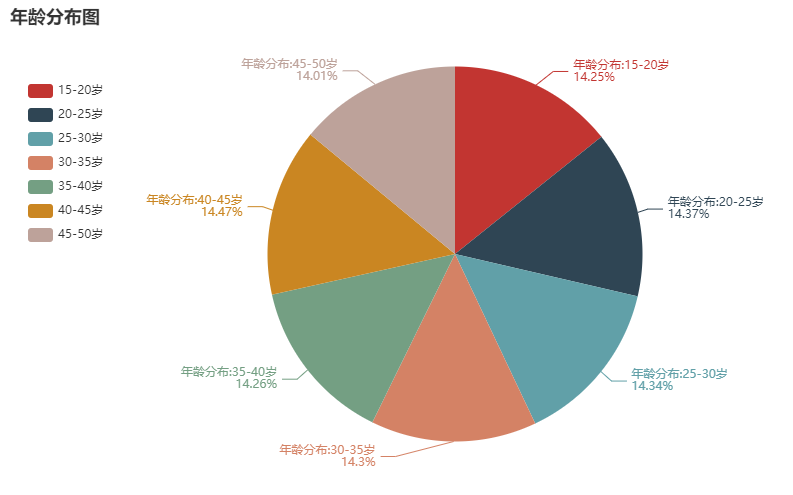 年龄分布图
15-20岁
20-25岁
25-30岁
30-35岁
35-40岁
40-45岁
45-50岁
年龄分布:45-50岁
14.01%
年龄分布:15-20岁
14.25%
年龄分布:40-45岁
14.47%
年龄分布:20-25岁
14.37%
年龄分布:35-40岁
14.26%
年龄分布:25-30岁
14.34%
年龄分布:30-35岁
14.3%